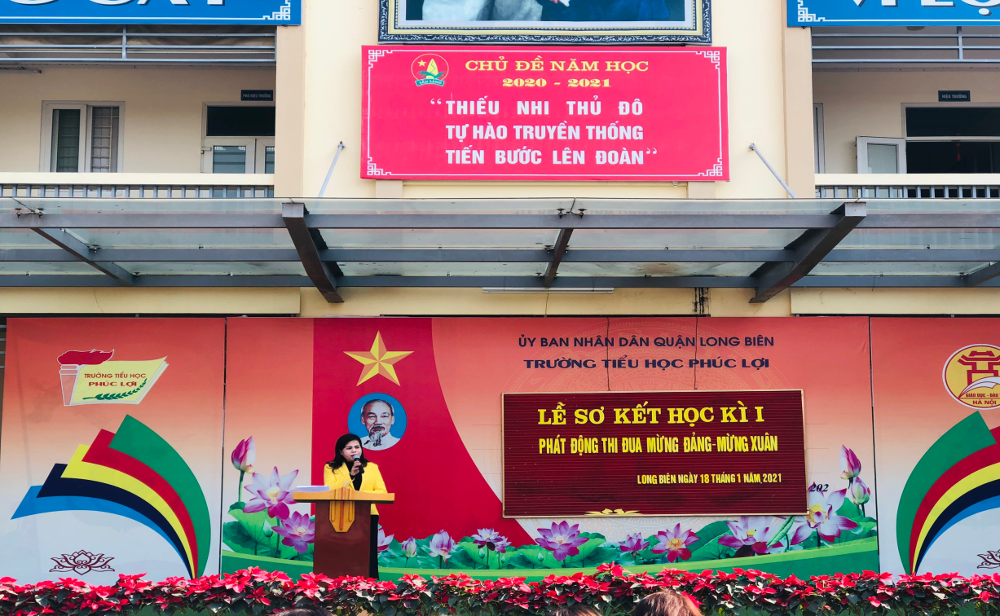 CHỦ ĐỀ NĂM HỌC
2020 - 2021
“THIẾU NHI THỦ ĐÔ
TỰ HÀO TRUYỀN THỐNG
TIẾN BƯỚC LÊN ĐOÀN”
SẴN SÀNG
PHÓ HIỆU TRƯỞNG
HIỆU TRƯỞNG
ỦY BAN NHÂN DÂN QUẬN LONG BIÊN
TRƯỜNG TIỂU HỌC PHÚC LỢI
TRƯỜNG TIỂU HỌC
PHÚC LỢI
LỄ SƠ KẾT HỌC KÌ I
PHÁT ĐỘNG THI ĐUA MỪNG ĐẢNG-MỪNG XUÂN
LONG BIÊN NGÀY 18 THÁNG 1 NĂM 2021
202
GIÁO DỤC - ĐÀO
HÀ NỘI